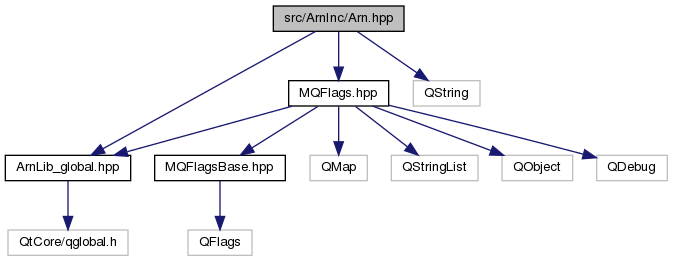 src/ArnInc/Arn.hpp
MQFlags.hpp
QString
ArnLib_global.hpp
MQFlagsBase.hpp
QMap
QStringList
QObject
QDebug
QtCore/qglobal.h
QFlags